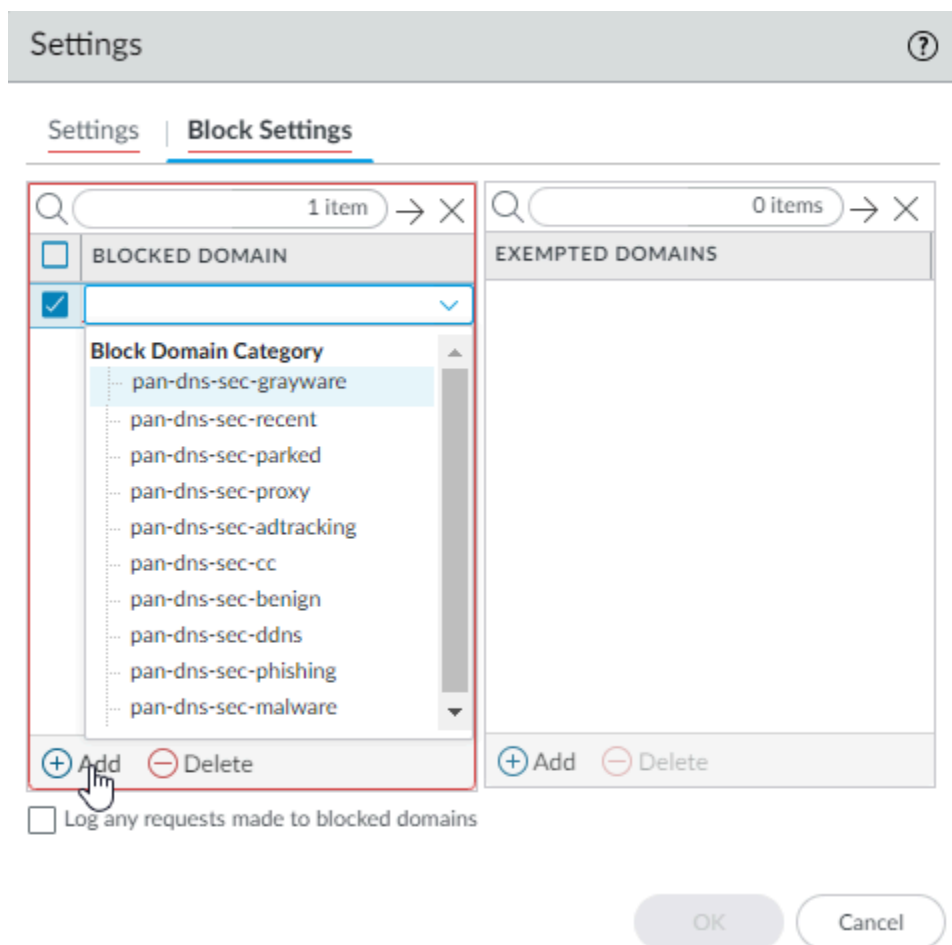 Settings
Settings | Block Settings
1 item
BLOCKED DOMAIN
Block Domain Category
pan-dns-sec-grayware
pan-dns-sec-recent
pan-dns-sec-parked
pan-dns-sec-proxy
pan-dns-sec-adtracking
pan-dns-sec-cc
pan-dns-sec-benign
pan-dns-sec-ddns
pan-dns-sec-phishing
pan-dns-sec-malware
Add Delete
0 items
EXEMPTED DOMAINS
Add Delete
Log any requests made to blocked domains
OK Cancel